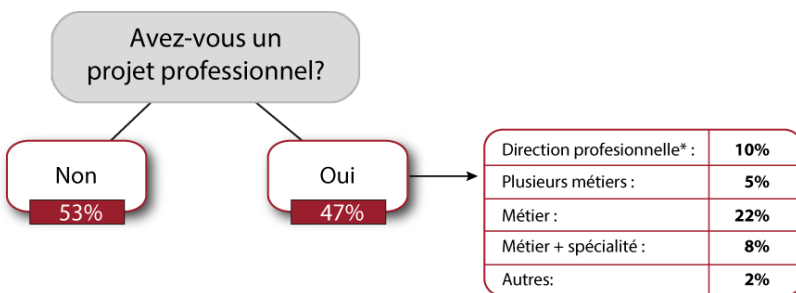 Avez-vous un
projet professionnel?
Non
53%
Oui
47%
Direction profesionnelle* : 10%
Plusieurs métiers : 5%
Métier : 22%
Métier + spécialité : 8%
Autres: 2%